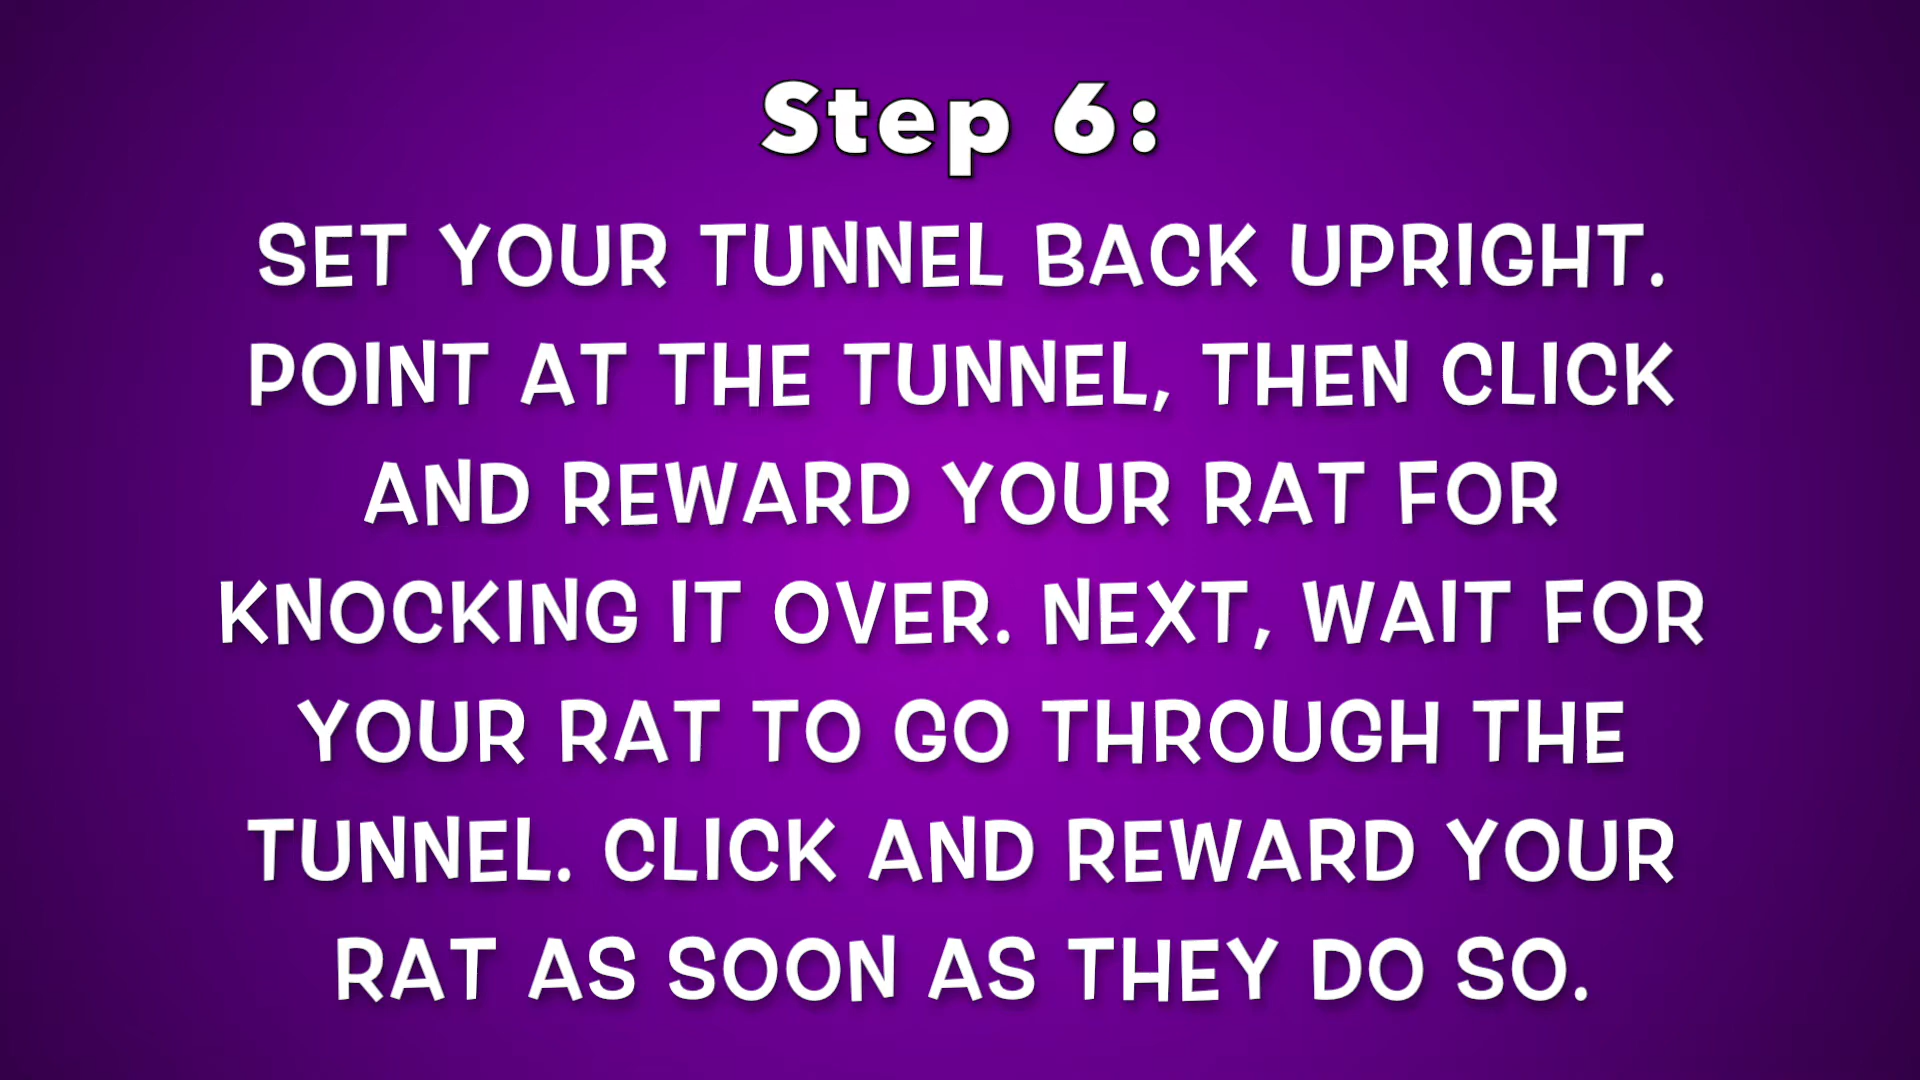 Step 6:
SET YOUR TUNNEL BACK UPRIGHT.
POINT AT THE TUNNEL, THEN CLICK
AND REWARD YOUR RAT FOR
KNOCKING IT OVER. NEXT, WAIT FOR
YOUR RAT TO GO THROUGH THE
TUNNEL. CLICK AND REWARD YOUR
RAT AS SOON AS THEY DO SO.